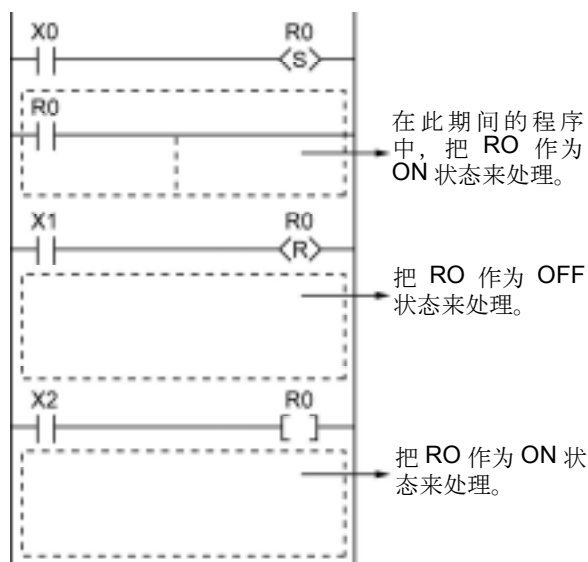 X0 R0
S
R0
在此期间的程序
中，把 RO 作为
ON 状态来处理。
X1 R0
R
把 RO 作为 OFF
状态来处理。
X2 R0
把 RO 作为 ON 状
态来处理。